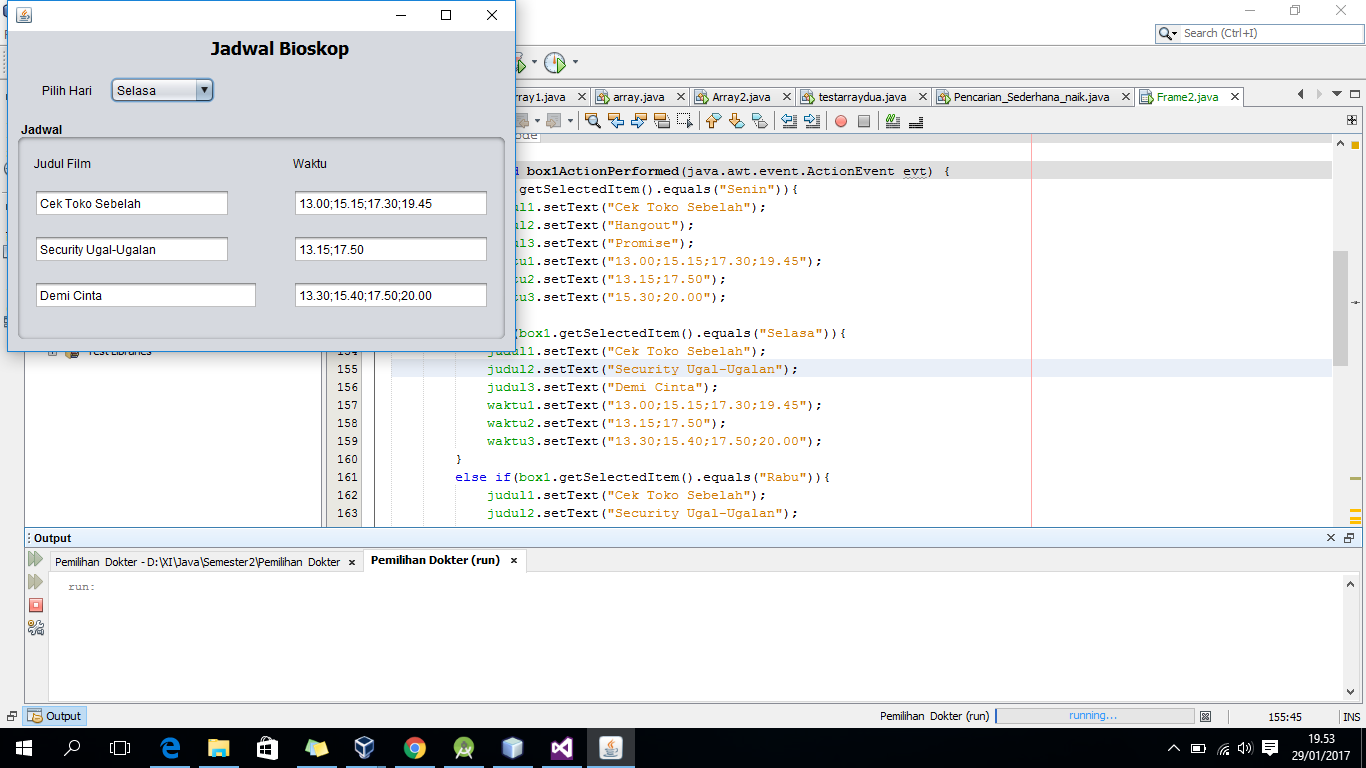 Jadwal Bioskop
Pilih Hari
Selasa
Jadwal
Judul Film
Waktu
Cek Toko Sebelah
13.00;15.15;17.30;19.45
Security Ugal-Ugalan
13.15;17.50
Demi Cinta
13.30;15.40;17.50;20.00
Search (Ctrl+I)
rray1.java
array.java
Array2.java
testarraydua.java
Pencarian_Sederhana_naik.java
Frame2.java
ode
d box1ActionPerformed(java.awt.event.ActionEvent evt) {
.getSelectedItem().equals("Senin")){
ul1.setText("Cek Toko Sebelah");
ul2.setText("Hangout");
ul3.setText("Promise");
tu1.setText("13.00;15.15;17.30;19.45");
tu2.setText("13.15;17.50");
tu3.setText("15.30;20.00");
(box1.getSelectedItem().equals("Selasa")){
154 judul1.setText("Cek Toko Sebelah");
155 judul2.setText("Security Ugal-Ugalan");
156 judul3.setText("Demi Cinta");
157 waktu1.setText("13.00;15.15;17.30;19.45");
158 waktu2.setText("13.15;17.50");
159 waktu3.setText("13.30;15.40;17.50;20.00");
160 }
161 else if(box1.getSelectedItem().equals("Rabu")){
162 judul1.setText("Cek Toko Sebelah");
163 judul2.setText("Security Ugal-Ugalan");
Test Libraries
Output
Pemilihan Dokter - D:\XI\Java\Semester2\Pemilihan Dokter
Pemilihan Dokter (run)
run:
Output
Pemilihan Dokter (run)
running...
155:45
INS
19.53
29/01/2017